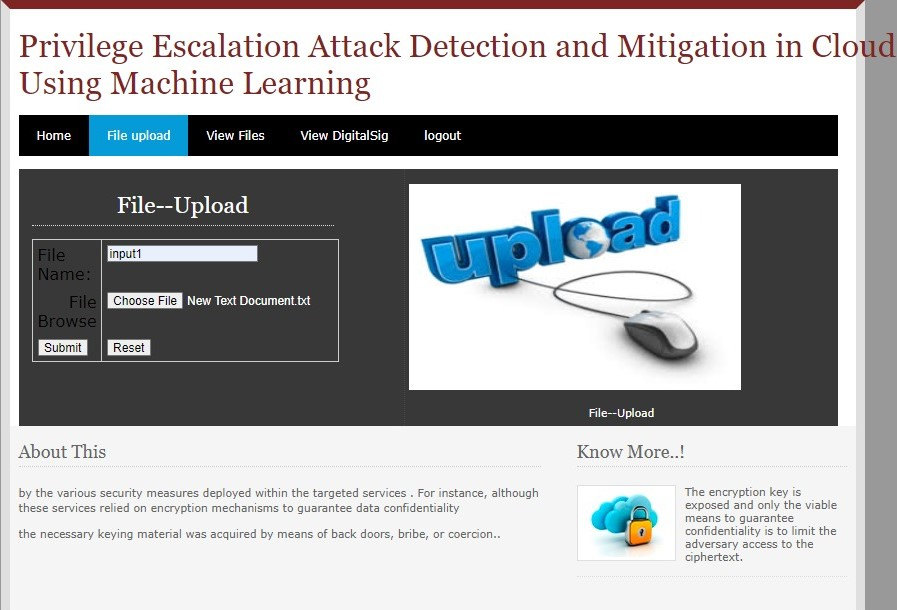 Privilege Escalation Attack Detection and Mitigation in Cloud
Using Machine Learning
Home File upload View Files View DigitalSig logout
File--Upload
File Name: input1
File Browse Choose File New Text Document.txt
Submit Reset
upload
File--Upload
About This
by the various security measures deployed within the targeted services . For instance, although
these services relied on encryption mechanisms to guarantee data confidentiality
the necessary keying material was acquired by means of back doors, bribe, or coercion..
Know More..!
The encryption key is
exposed and only the viable
means to guarantee
confidentiality is to limit the
adversary access to the
ciphertext.